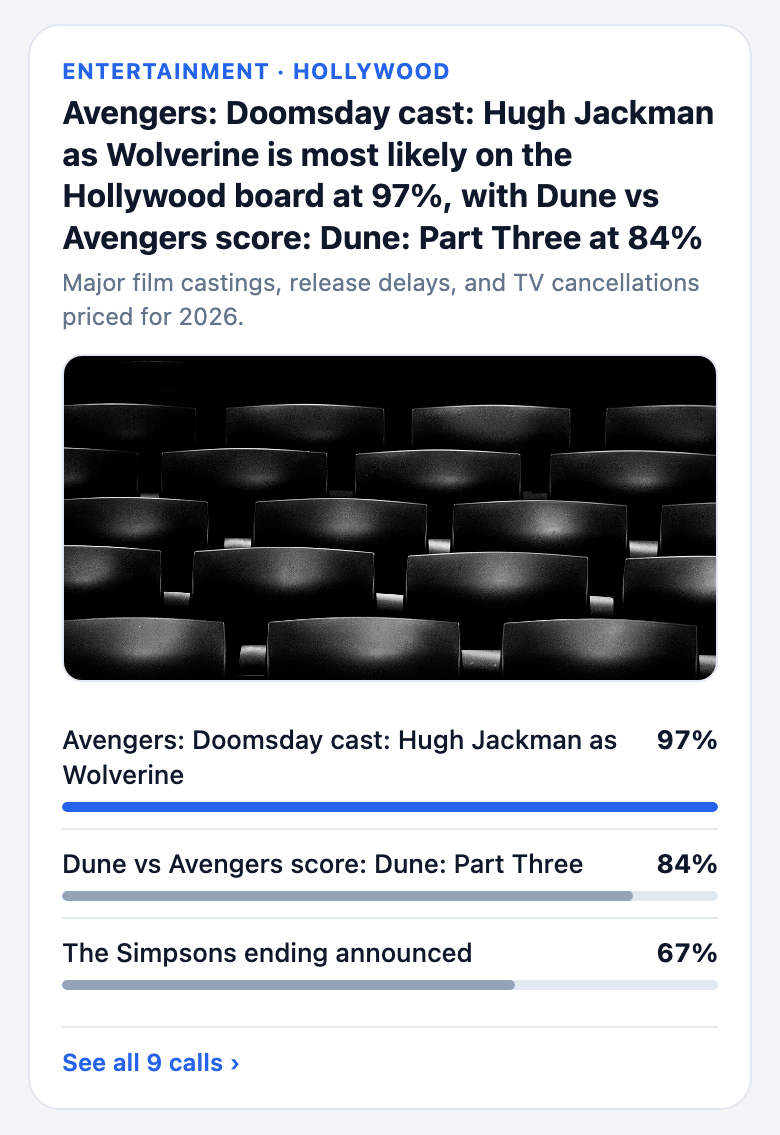 ENTERTAINMENT · HOLLYWOOD
Avengers: Doomsday cast: Hugh Jackman
as Wolverine is most likely on the
Hollywood board at 97%, with Dune vs
Avengers score: Dune: Part Three at 84%
Major film castings, release delays, and TV cancellations
priced for 2026.
Avengers: Doomsday cast: Hugh Jackman as 97%
Wolverine
Dune vs Avengers score: Dune: Part Three 84%
The Simpsons ending announced 67%
See all 9 calls ›